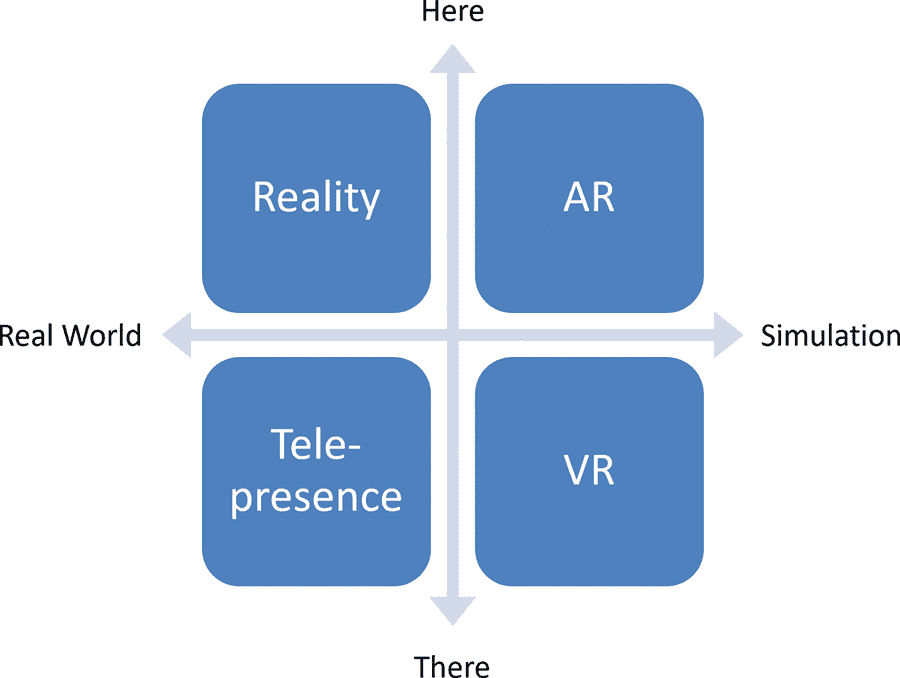 Here
Reality
AR
Real World
Simulation
Tele-
presence
VR
There